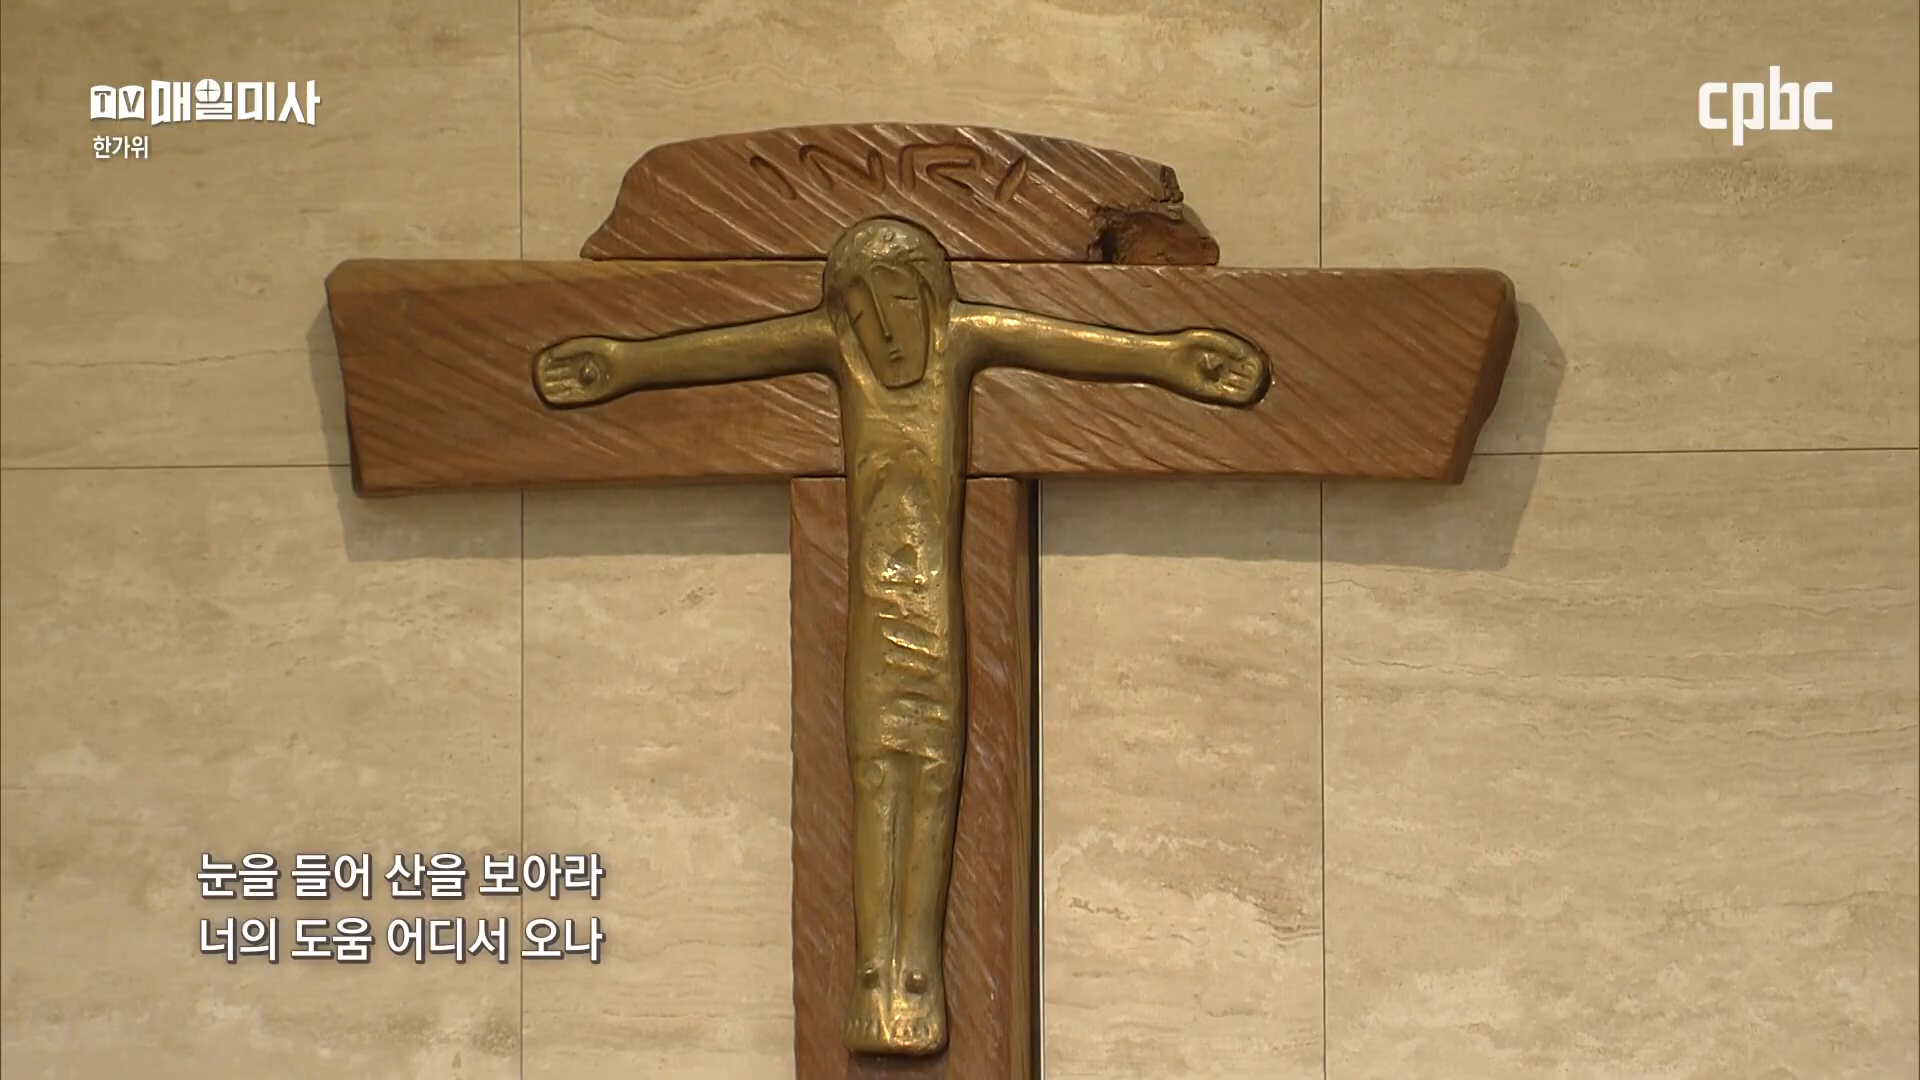 TV매일미사
한가위
cpbc
INRI
눈을 들어 산을 보아라
너의 도움 어디서 오나